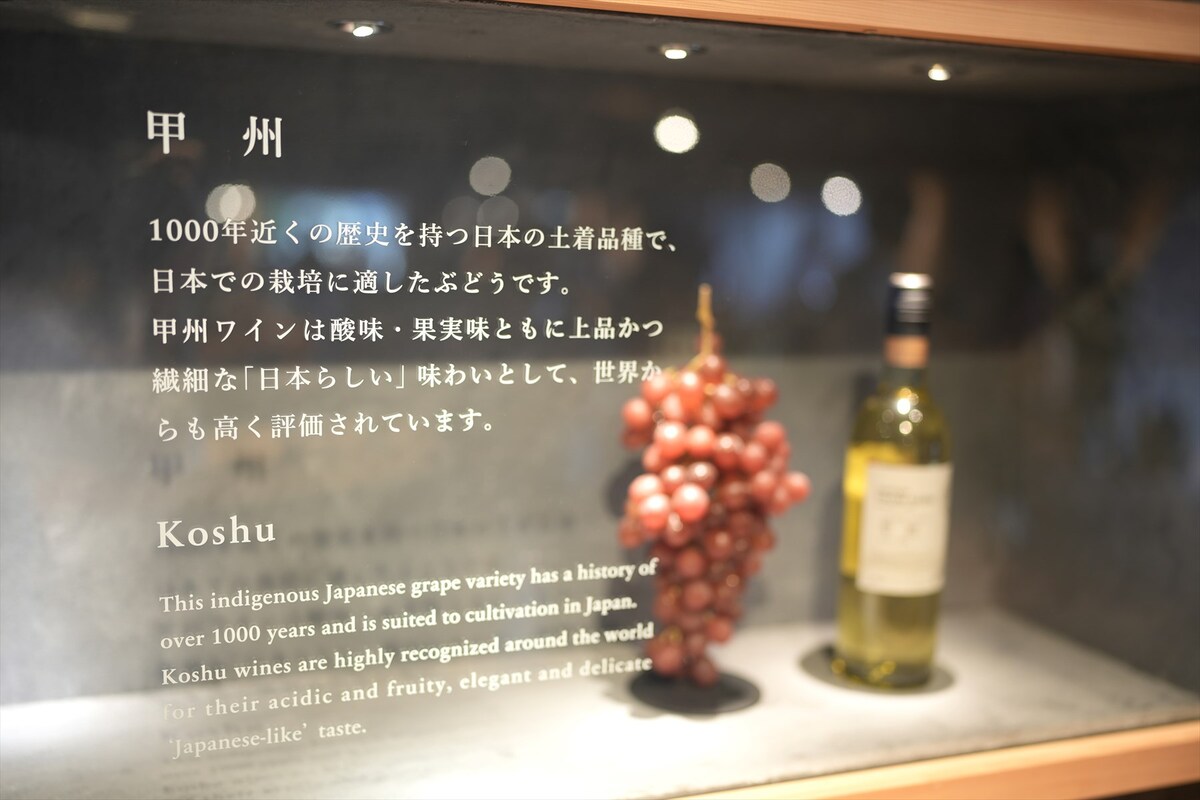 甲 州
1000年近くの歴史を持つ日本の土着品種で、
日本での栽培に適したぶどうです。
甲州ワインは酸味・果実味ともに上品かつ
繊細な「日本らしい」味わいとして、世界か
らも高く評価されています。
Koshu
This indigenous Japanese grape variety has a history of
over 1000 years and is suited to cultivation in Japan.
Koshu wines are highly recognized around the world
for their acidic and fruity, elegant and delicate
‘Japanese-like’ taste.